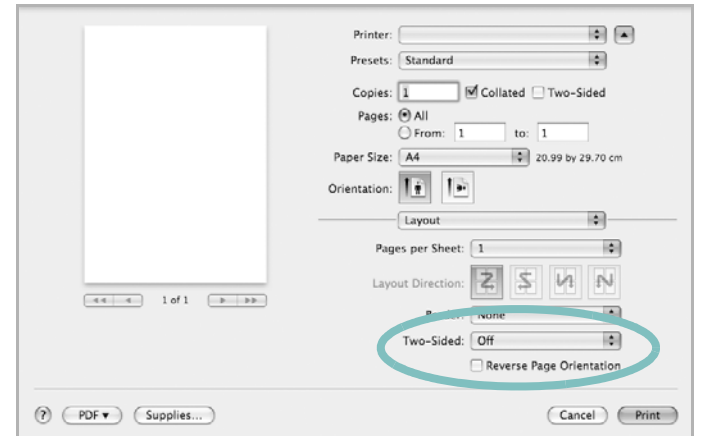 Printer:
Presets: Standard
Copies: 1 Collated Two-Sided
Pages: All
From: 1 to: 1
Paper Size: A4 20.99 by 29.70 cm
Orientation:
Layout
Pages per Sheet: 1
Layout Direction:
1 of 1
None
Two-Sided: Off
Reverse Page Orientation
? PDF Supplies... Cancel Print